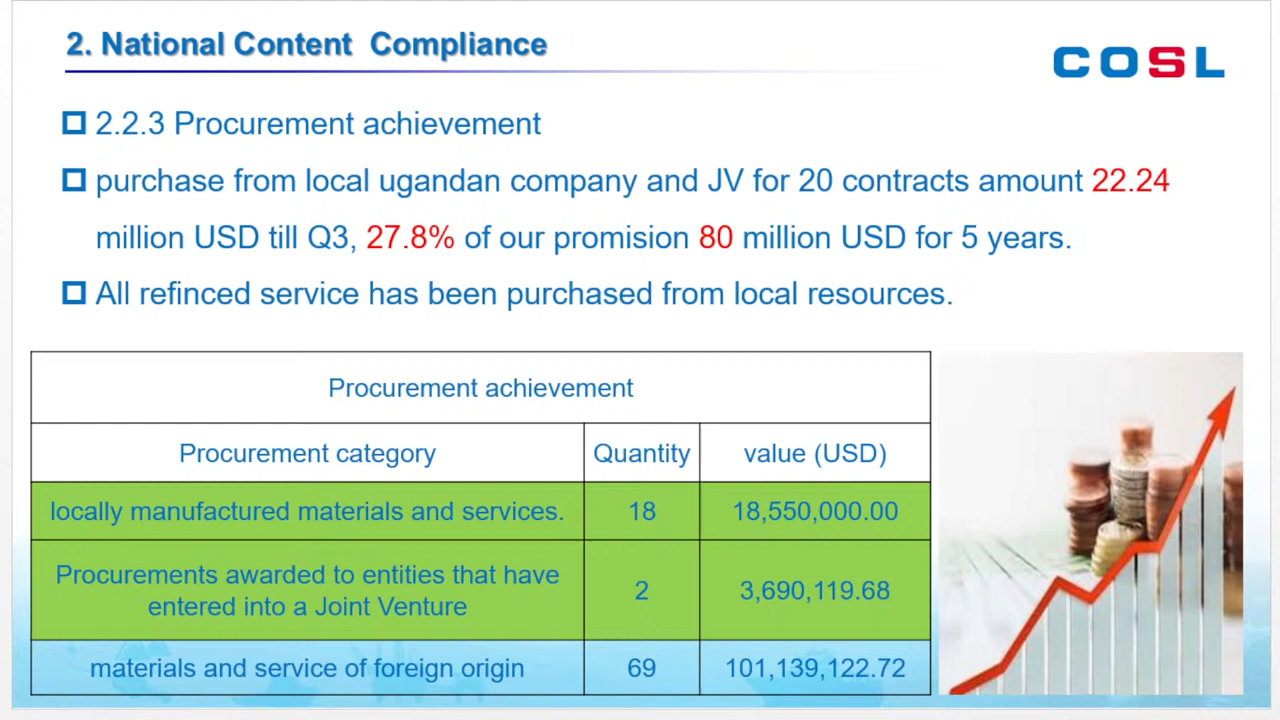 2. National Content Compliance
COSL
2.2.3 Procurement achievement
purchase from local ugandan company and JV for 20 contracts amount 22.24
million USD till Q3, 27.8% of our promision 80 million USD for 5 years.
All refinced service has been purchased from local resources.
Procurement achievement
Procurement category Quantity value (USD)
locally manufactured materials and services. 18 18,550,000.00
Procurements awarded to entities that have
entered into a Joint Venture 2 3,690,119.68
materials and service of foreign origin 69 101,139,122.72